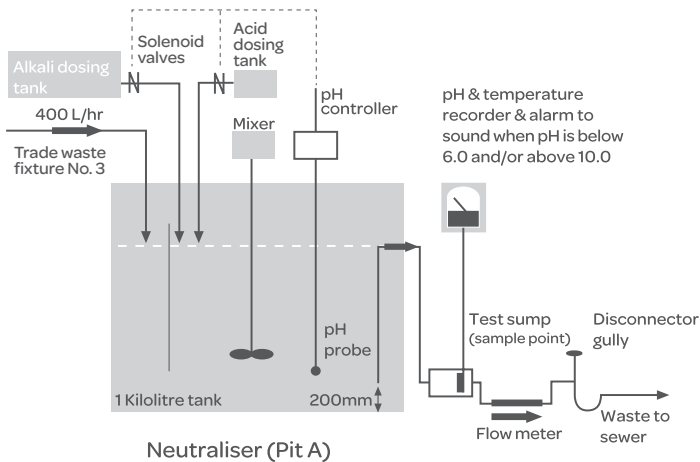 Solenoid
valves
Acid
dosing
tank
Alkali dosing
tank
pH
controller
pH & temperature
recorder & alarm to
sound when pH is below
6.0 and/or above 10.0
400 L/hr
Mixer
Trade waste
fixture No. 3
pH
probe
Test sump
(sample point)
Disconnector
gully
1 Kilolitre tank
200mm
Flow meter
Waste to
sewer
Neutraliser (Pit A)